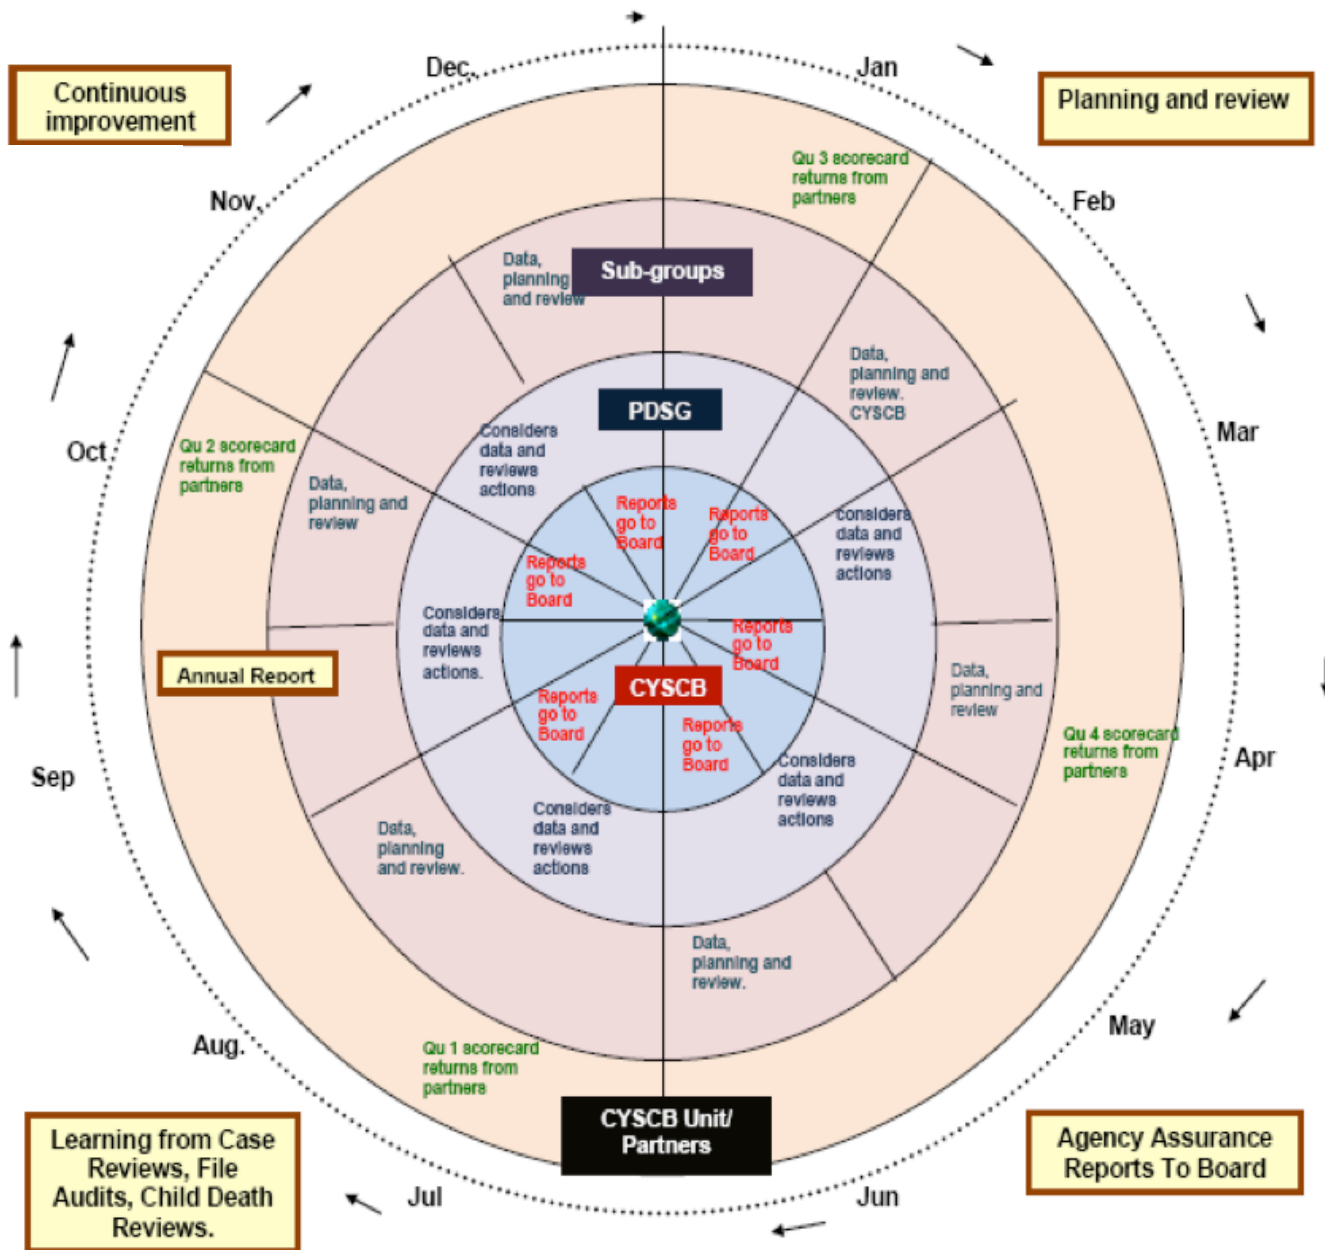 Dec.
Jan
Continuous
improvement
Planning and review
Qu 3 scorecard
returns from
partners
Nov.
Feb
Data,
planning
and review
Sub-groups
Data,
planning and
review.
CYSCB
PDSG
Oct
Mar
Qu 2 scorecard
returns from
partners
Considers
data and
reviews
actions
Data,
planning and
review
Reports
go to
Board
Reports
go to
Board
considers
data and
reviews
actions
Reports
go to
Board
Considers
data and
reviews
actions.
Reports
go to
Board
Annual Report
CYSCB
Data,
planning and
review
Reports
go to
Board
Reports
go to
Board
Qu 4 scorecard
returns from
partners
Sep
Apr
Considers
data and
reviews
actions
Considers
data and
reviews
actions
Data,
planning
and review.
Data,
planning and
review.
Aug.
May
Qu 1 scorecard
returns from
partners
CYSCB Unit/
Partners
Learning from Case
Reviews, File
Audits, Child Death
Reviews.
Agency Assurance
Reports To Board
Jul
Jun